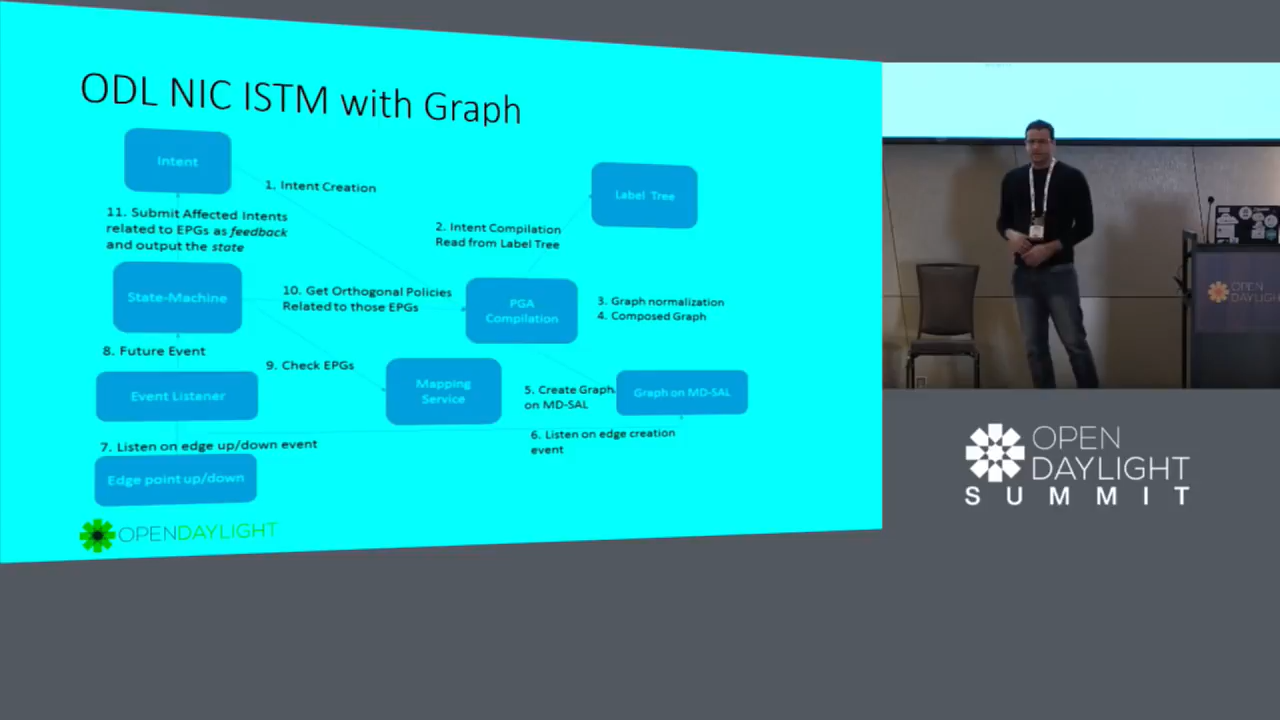 ODL NIC ISTM with Graph
Intent
1. Intent Creation
Label Tree
11. Submit Affected Intents
related to EPGs as feedback
and output the state
2. Intent Compilation
Read from Label Tree
State-Machine
10. Get Orthogonal Policies
Related to those EPGs
PGA
Compilation
3. Graph normalization
4. Composed Graph
8. Future Event
9. Check EPGs
Event Listener
Mapping
Service
5. Create Graph
on MD-SAL
Graph on MD-SAL
7. Listen on edge up/down event
6. Listen on edge creation
event
Edge point up/down
OPENDAYLIGHT
OPEN
DAYLIGHT
OPEN
DAYLIGHT
SUMMIT